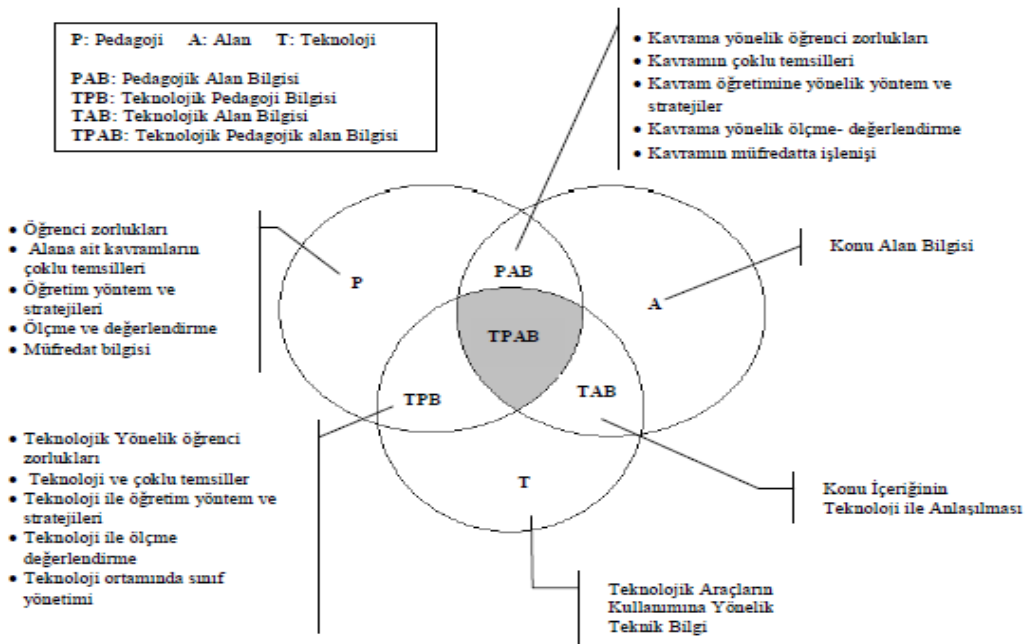 P: Pedagoji A: Alan T: Teknoloji
PAB: Pedagojik Alan Bilgisi
TPB: Teknolojik Pedagoji Bilgisi
TAB: Teknolojik Alan Bilgisi
TPAB: Teknolojik Pedagojik alan Bilgisi
• Kavrama yönelik öğrenci zorlukları
• Kavramın çoklu temsilleri
• Kavram öğretimine yönelik yöntem ve
stratejiler
• Kavrama yönelik ölçme- değerlendirme
• Kavramın müfredatta işlenişi
• Öğrenci zorlukları
• Alana ait kavramların
çoklu temsilleri
• Öğretim yöntem ve
stratejileri
• Ölçme ve değerlendirme
• Müfredat bilgisi
P
PAB
A
Konu Alan Bilgisi
TPAB
TPB
TAB
T
• Teknolojik Yönelik öğrenci
zorlukları
• Teknoloji ve çoklu temsiller
• Teknoloji ile öğretim yöntem ve
stratejileri
• Teknoloji ile ölçme
değerlendirme
• Teknoloji ortamında sınıf
yönetimi
Konu İçeriğinin
Teknoloji ile Anlaşılması
Teknolojik Araçların
Kullanımına Yönelik
Teknik Bilgi